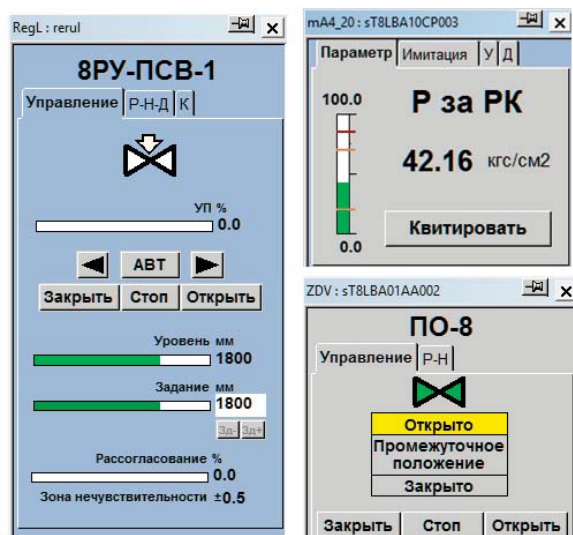 RegL : rerul
8РУ-ПСВ-1
Управление Р-Н-Д К
УП %
0.0
АВТ
Закрыть Стоп Открыть
Уровень мм
1800
Задание мм
1800
Зд- Зд+
Рассогласование %
0.0
Зона нечувствительности ±0.5
mA4_20 : sT8LBA10CP003
Параметр Имитация У Д
100.0 Р за РК
42.16 кгс/см2
Квитировать
0.0
ZDV : sT8LBA01AA002
ПО-8
Управление Р-Н
Открыто
Промежуточное
положение
Закрыто
Закрыть Стоп Открыть